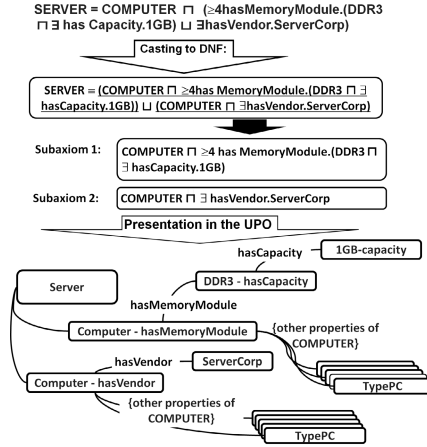 SERVER = COMPUTER ⊓ (≥4hasMemoryModule.(DDR3
⊓ ∃ has Capacity.1GB) ⊔ ∃hasVendor.ServerCorp)
Casting to DNF:
SERVER = (COMPUTER ⊓ ≥4has MemoryModule.(DDR3 ⊓ ∃
hasCapacity.1GB)) ⊔ (COMPUTER ⊓ ∃hasVendor.ServerCorp)
Subaxiom 1:
COMPUTER ⊓ ≥4 has MemoryModule.(DDR3 ⊓
∃ hasCapacity.1GB)
Subaxiom 2:
COMPUTER ⊓ ∃ hasVendor.ServerCorp
Presentation in the UPO
hasCapacity
1GB-capacity
Server
DDR3 - hasCapacity
hasMemoryModule
Computer - hasMemoryModule
{other properties of
COMPUTER}
hasVendor
ServerCorp
TypePC
Computer - hasVendor
{other properties of
COMPUTER}
TypePC